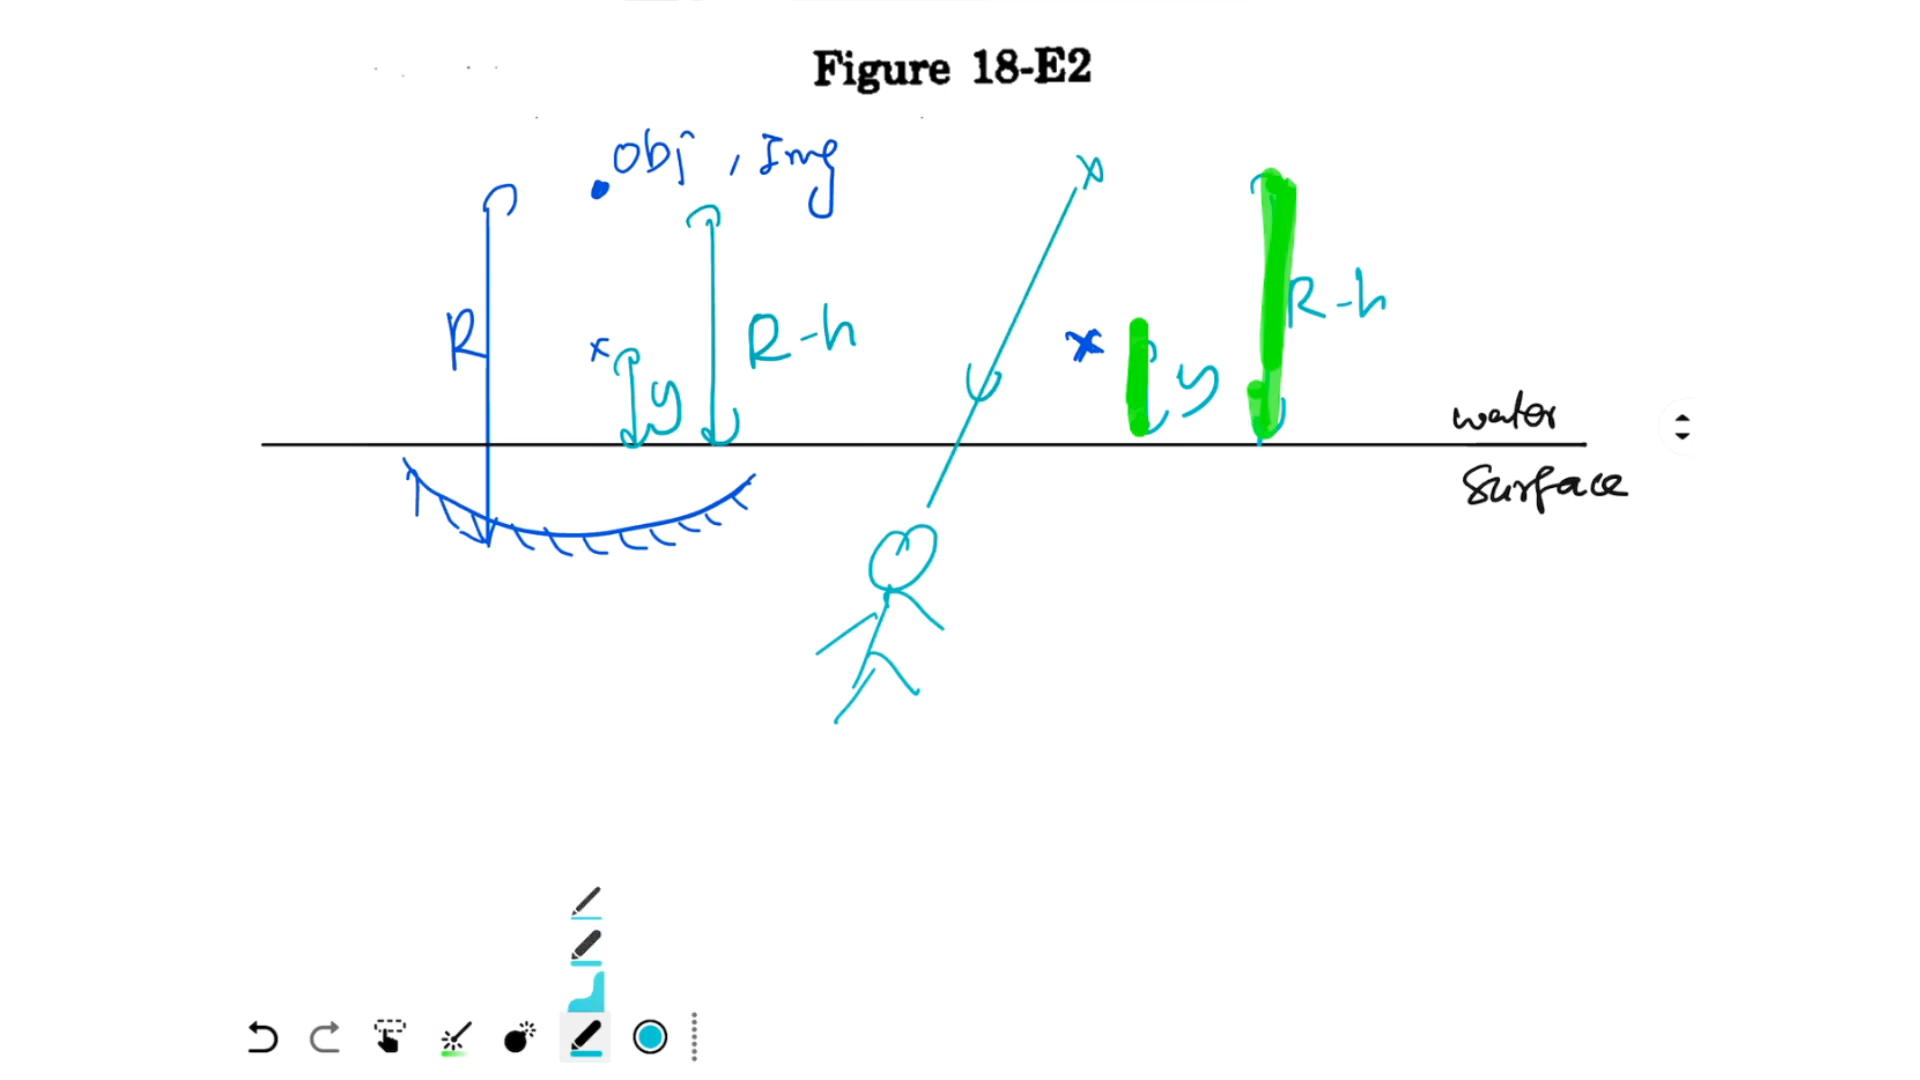 Figure 18-E2
Obj, Img
R
y
R-h
x
x
x
y
R-h
water
Surface